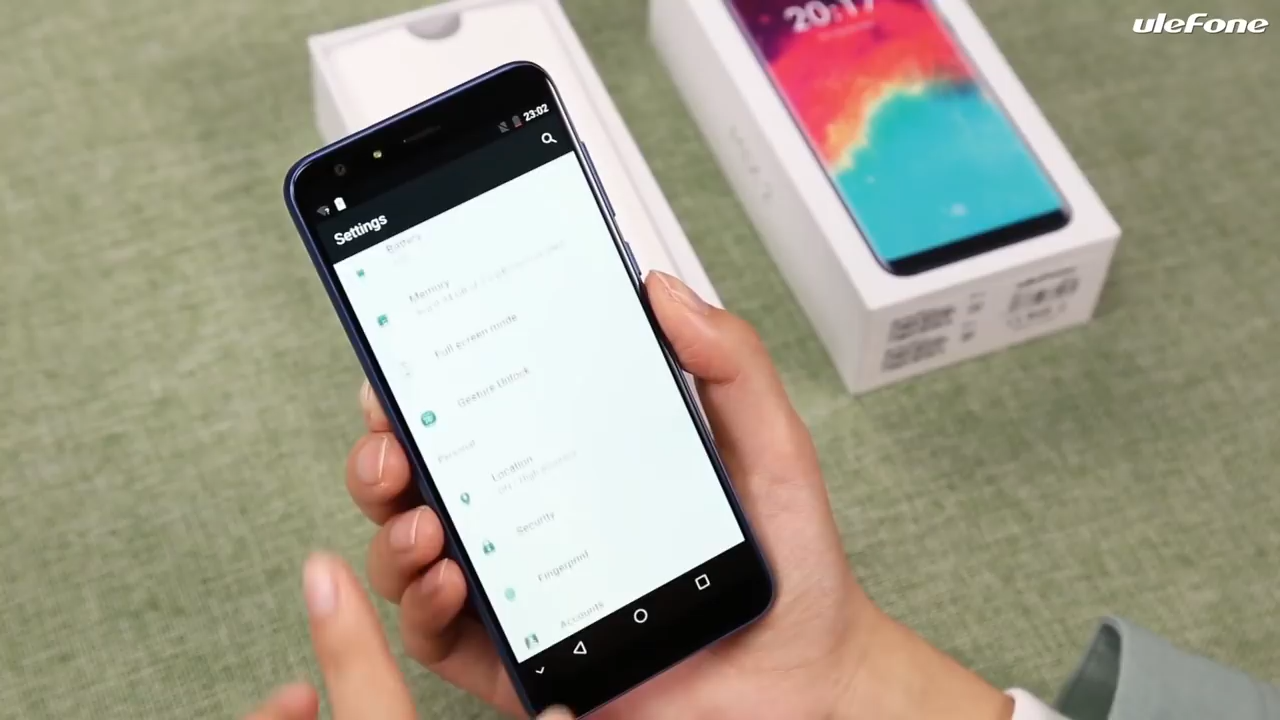 uleFone
20:17
23:02
Settings
Battery
Memory
Full screen mode
Gesture Unlock
Personal
Location
Security
Fingerprint
Accounts